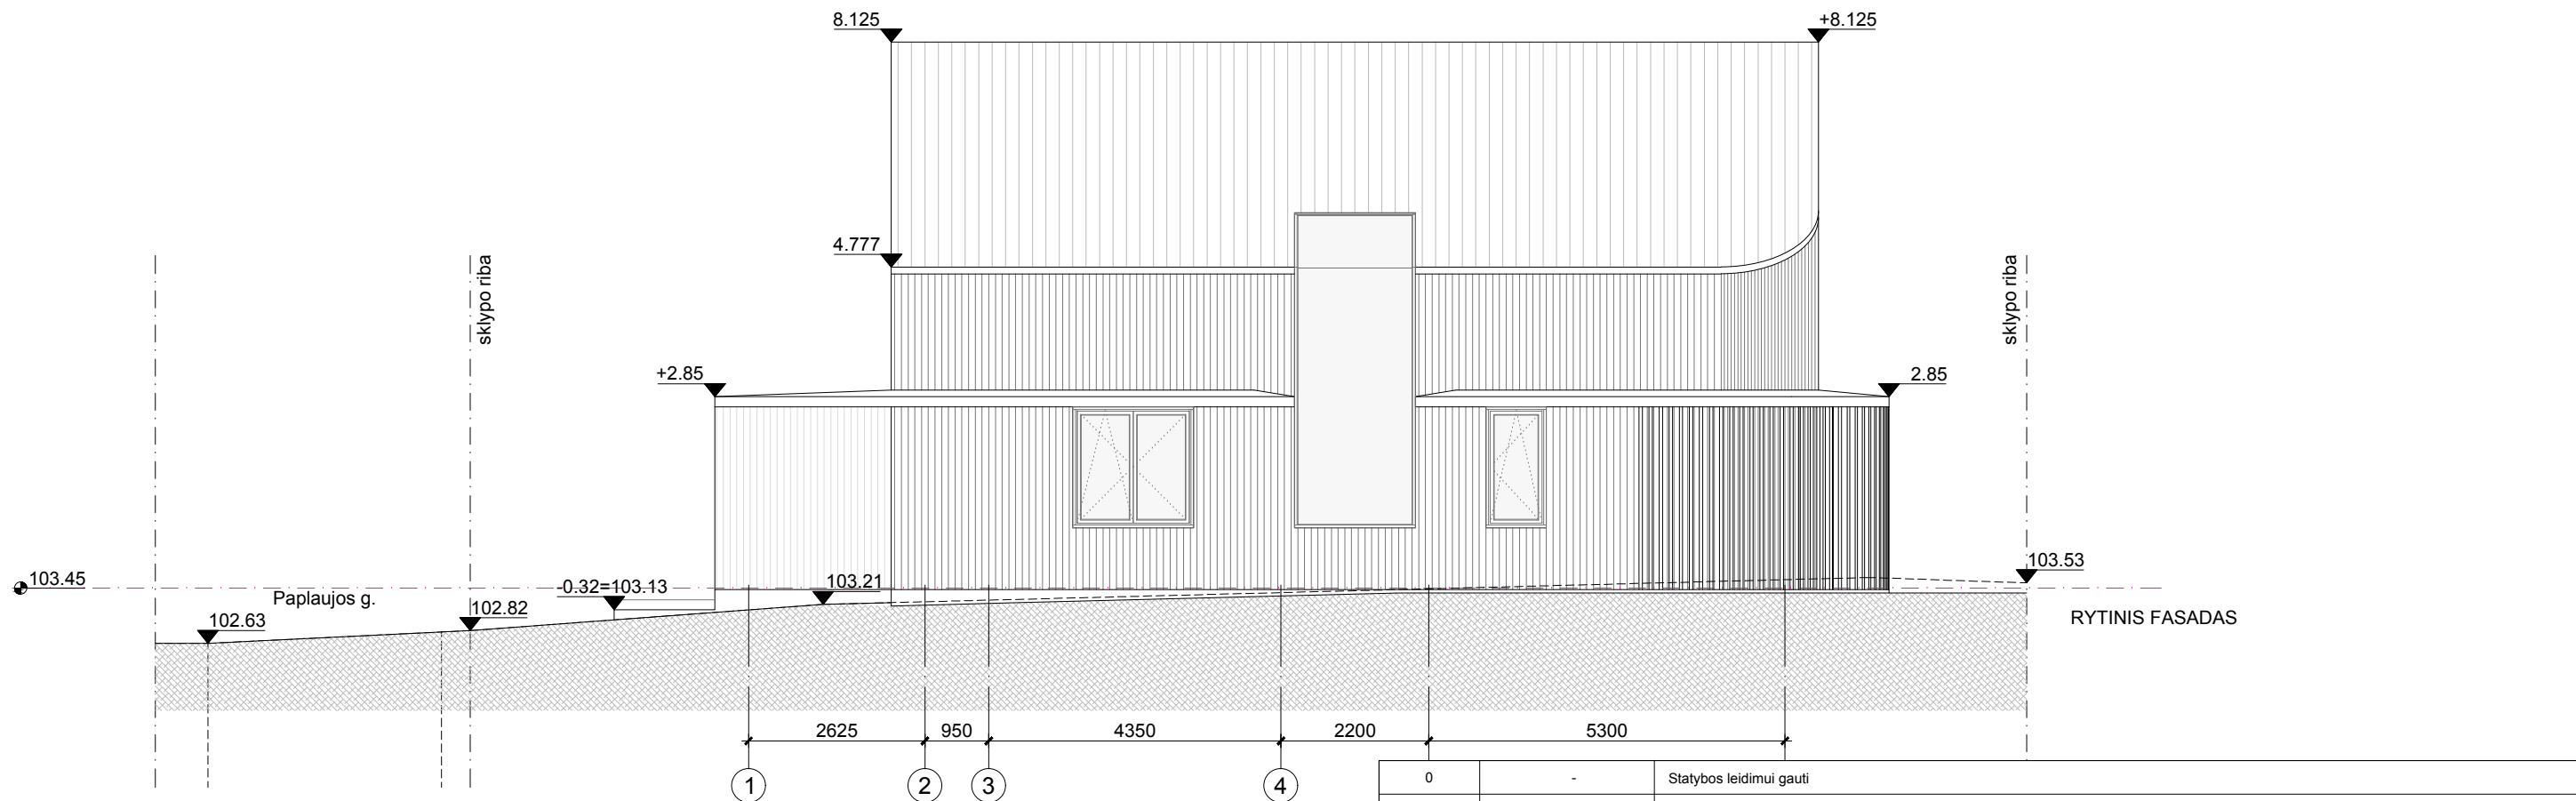 8.125
+8.125
4.777
sklypo riba
sklypo riba
+2.85
2.85
103.45
Paplaujos g.
-0.32=103.13
103.21
103.53
102.63
102.82
RYTINIS FASADAS
2625 950 4350 2200 5300
1 2 3 4
0 - Statybos leidimui gauti